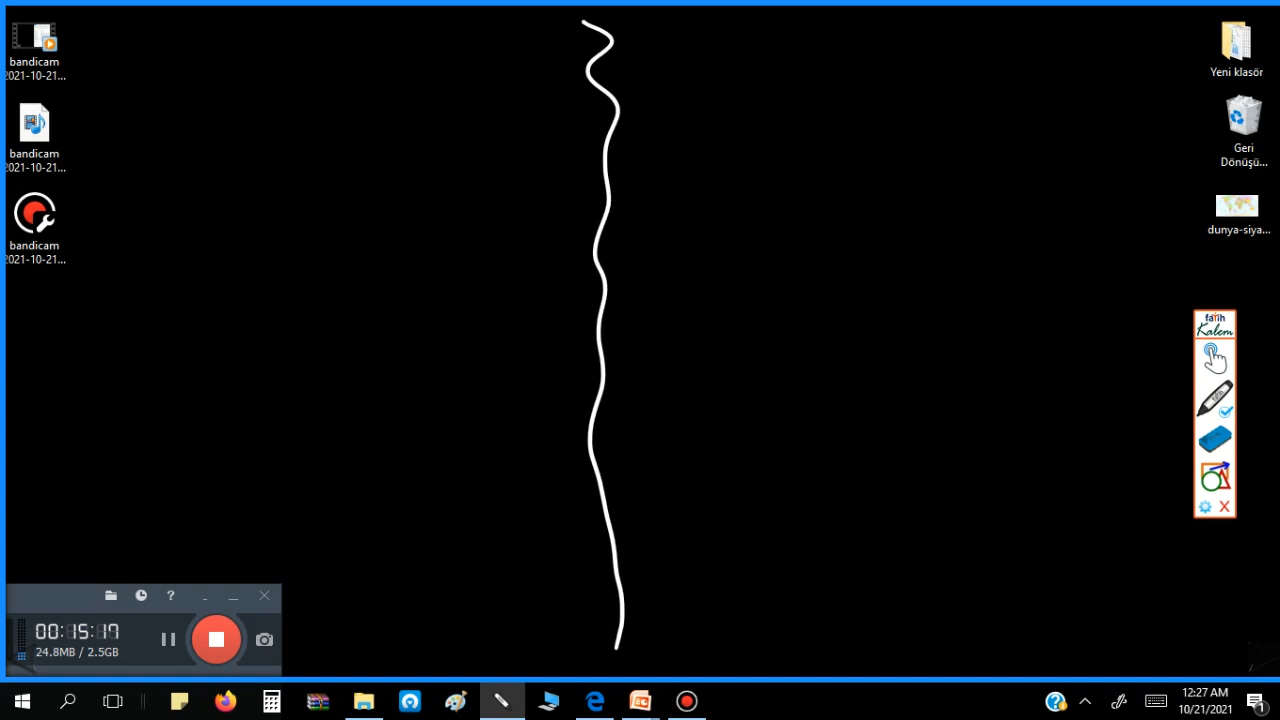 bandicam
2021-10-21...
bandicam
2021-10-21...
bandicam
2021-10-21...
Yeni klasör
Geri
Dönüşü...
dunya-siya...
fatih
Kalem
00:15:17
24.8MB / 2.5GB
12:27 AM
10/21/2021
1